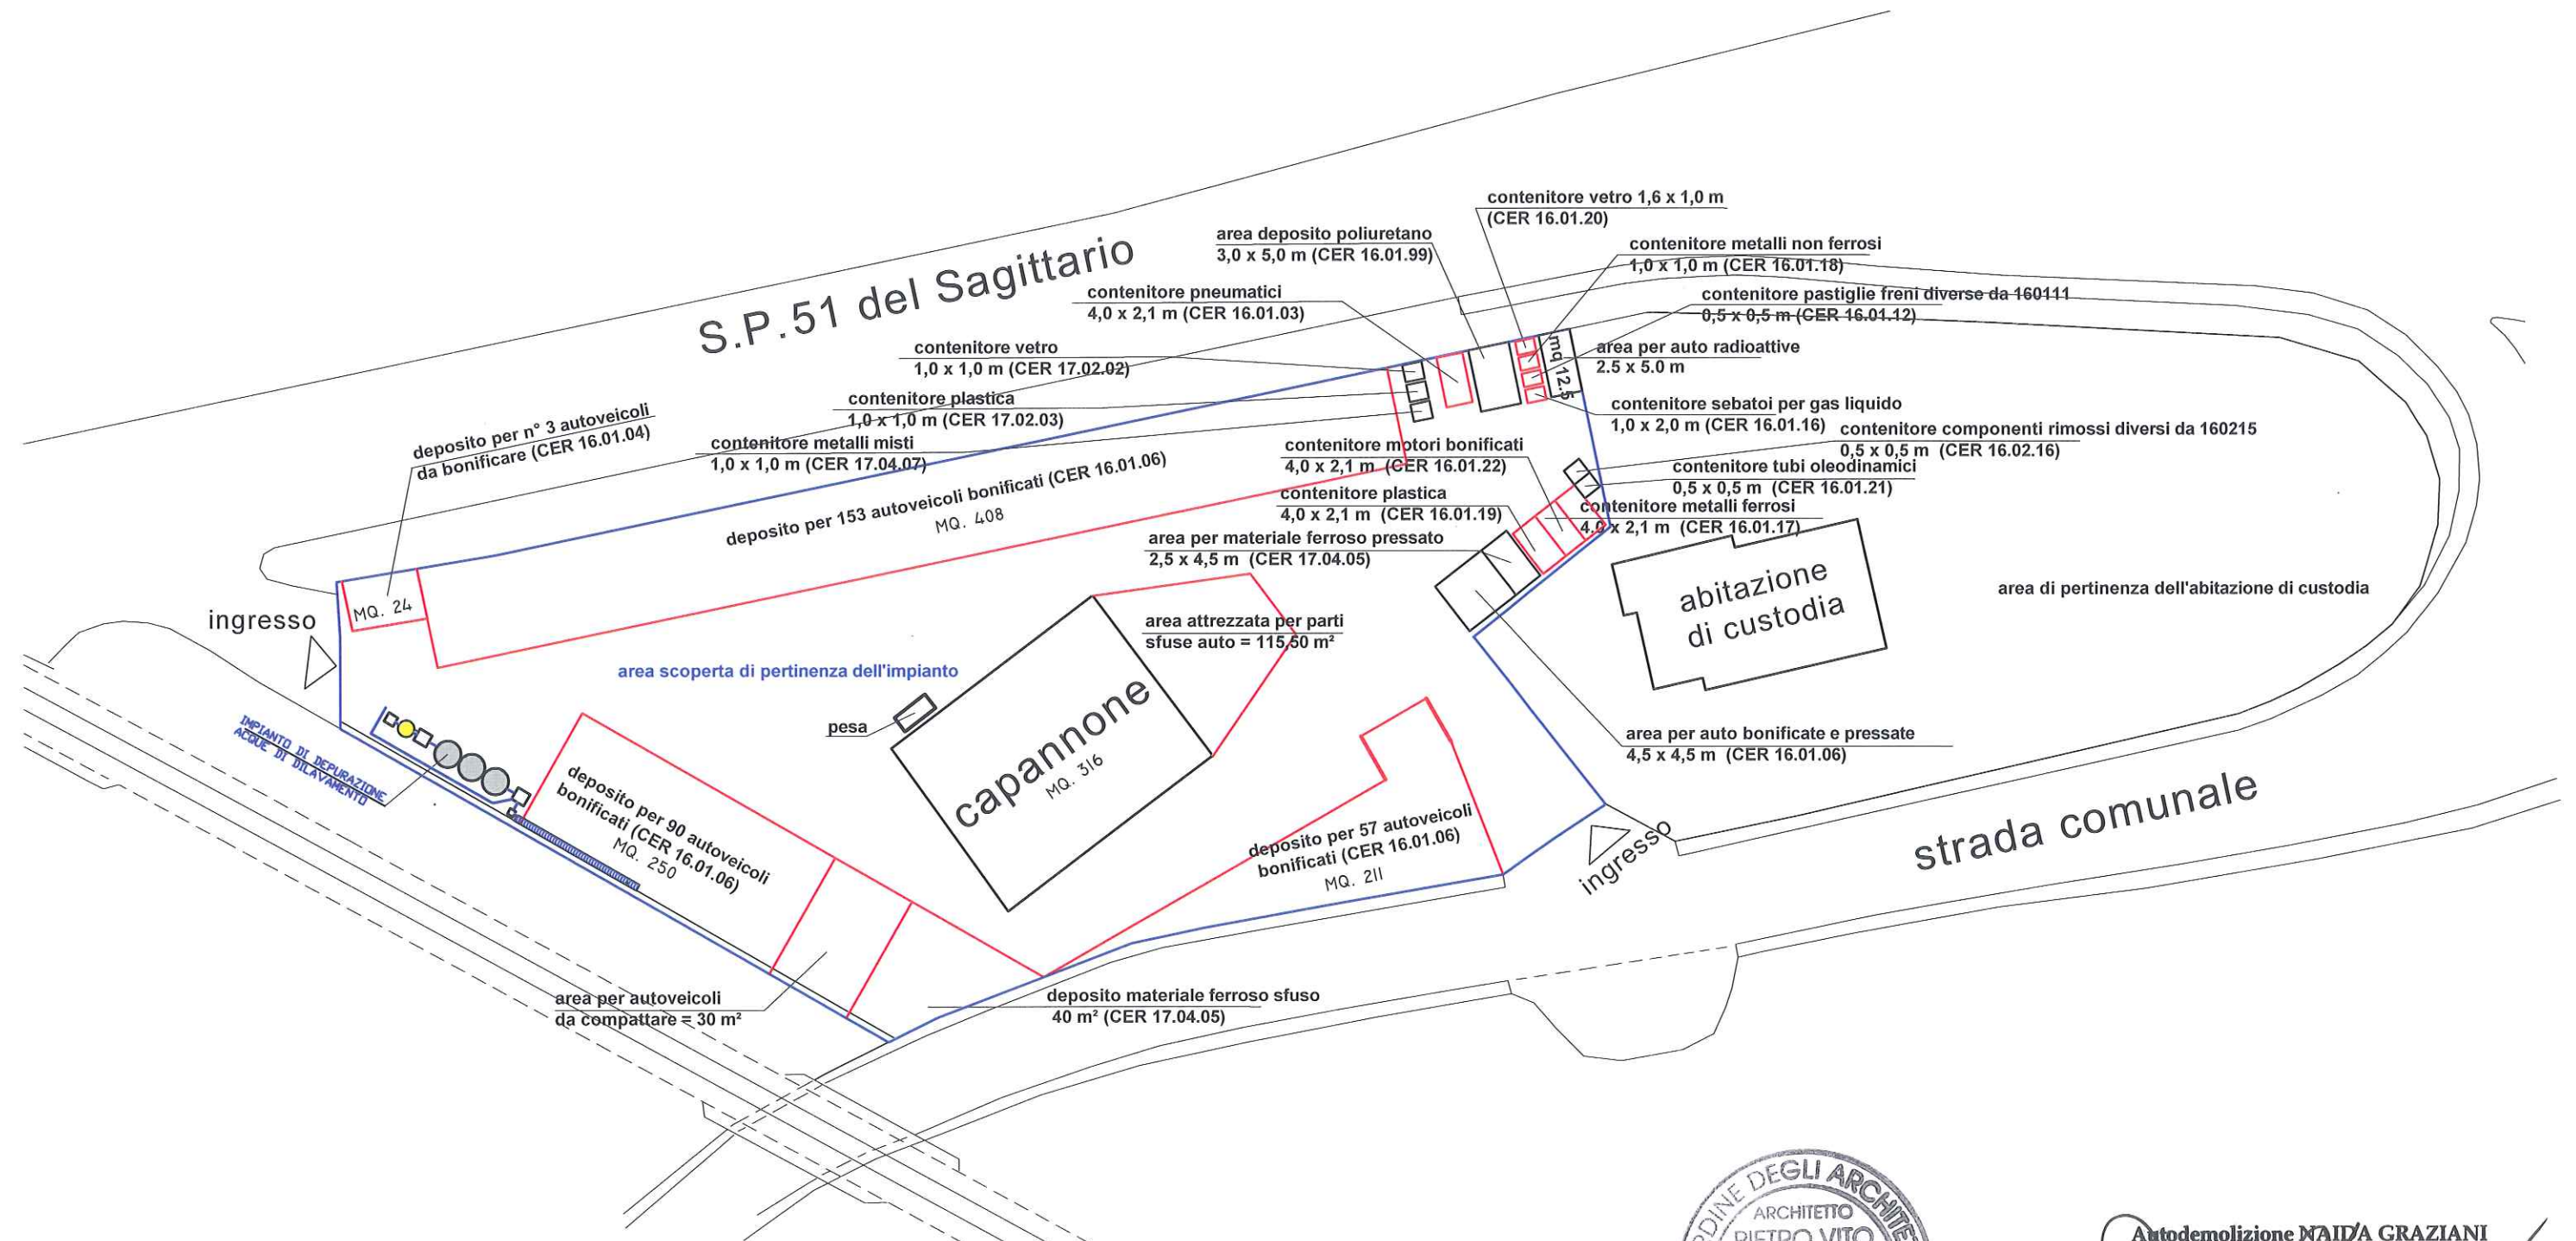 contenitore vetro 1,6 x 1,0 m
(CER 16.01.20)
S.P.51 del Sagittario
area deposito poliuretano
3,0 x 5,0 m (CER 16.01.99)
contenitore metalli non ferrosi
1,0 x 1,0 m (CER 16.01.18)
contenitore pneumatici
4,0 x 2,1 m (CER 16.01.03)
contenitore pastiglie freni diverse da 160111
0,5 x 0,5 m (CER 16.01.12)
contenitore vetro
1,0 x 1,0 m (CER 17.02.02)
mq 12.5
area per auto radioattive
2.5 x 5.0 m
contenitore plastica
1,0 x 1,0 m (CER 17.02.03)
contenitore sebatoi per gas liquido
1,0 x 2,0 m (CER 16.01.16)
deposito per n° 3 autoveicoli
da bonificare (CER 16.01.04)
contenitore metalli misti
1,0 x 1,0 m (CER 17.04.07)
contenitore motori bonificati
4,0 x 2,1 m (CER 16.01.22)
contenitore componenti rimossi diversi da 160215
0,5 x 0,5 m (CER 16.02.16)
contenitore tubi oleodinamici
0,5 x 0,5 m (CER 16.01.21)
deposito per 153 autoveicoli bonificati (CER 16.01.06)
MQ. 408
contenitore plastica
4,0 x 2,1 m (CER 16.01.19)
contenitore metalli ferrosi
4,0 x 2,1 m (CER 16.01.17)
area per materiale ferroso pressato
2,5 x 4,5 m (CER 17.04.05)
abitazione
di custodia
area di pertinenza dell'abitazione di custodia
MQ. 24
ingresso
area attrezzata per parti
sfuse auto = 115,50 m²
area scoperta di pertinenza dell'impianto
pesa
capannone
MQ. 316
area per auto bonificate e pressate
4,5 x 4,5 m (CER 16.01.06)
IMPIANTO DI DEPURAZIONE
ACQUE DI DILAVAMENTO
deposito per 90 autoveicoli
bonificati (CER 16.01.06)
MQ. 250
deposito per 57 autoveicoli
bonificati (CER 16.01.06)
MQ. 211
ingresso
strada comunale
area per autoveicoli
da compattare = 30 m²
deposito materiale ferroso sfuso
40 m² (CER 17.04.05)
DEGLI
ARCHITETTO
PIETRO VITO
Autodemolizione NAIDA GRAZIANI